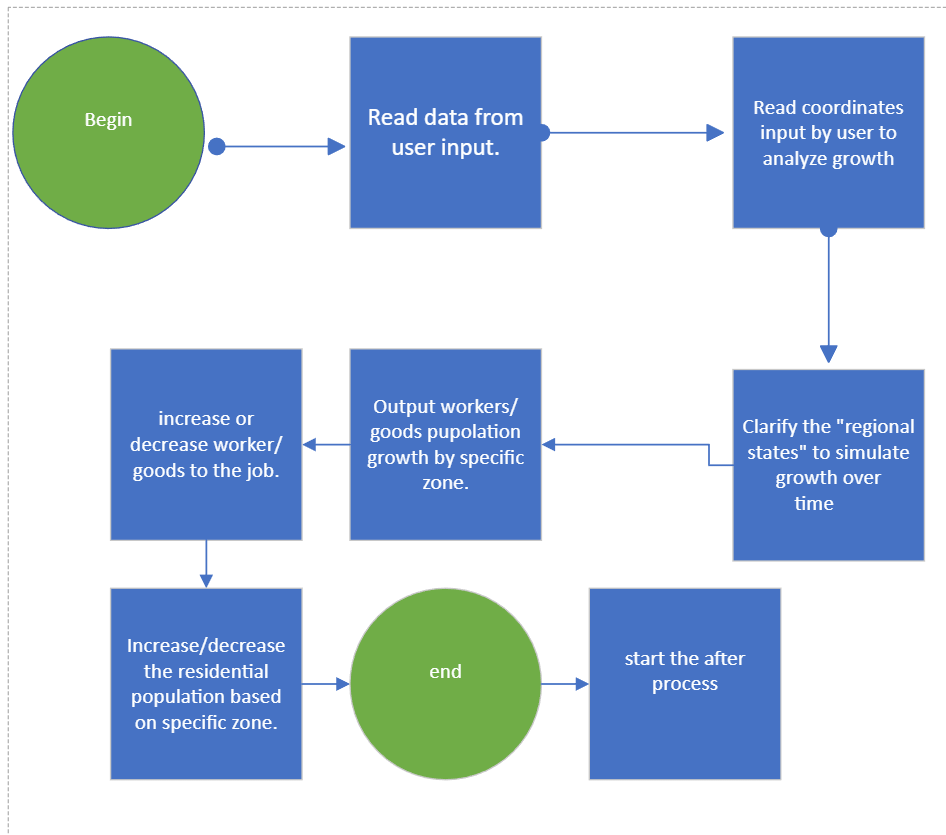 Begin
Read data from
user input.
Read coordinates
input by user to
analyze growth
Clarify the "regional
states" to simulate
growth over
time
Output workers/
goods pupolation
growth by specific
zone.
increase or
decrease worker/
goods to the job.
Increase/decrease
the residential
population based
on specific zone.
end
start the after
process